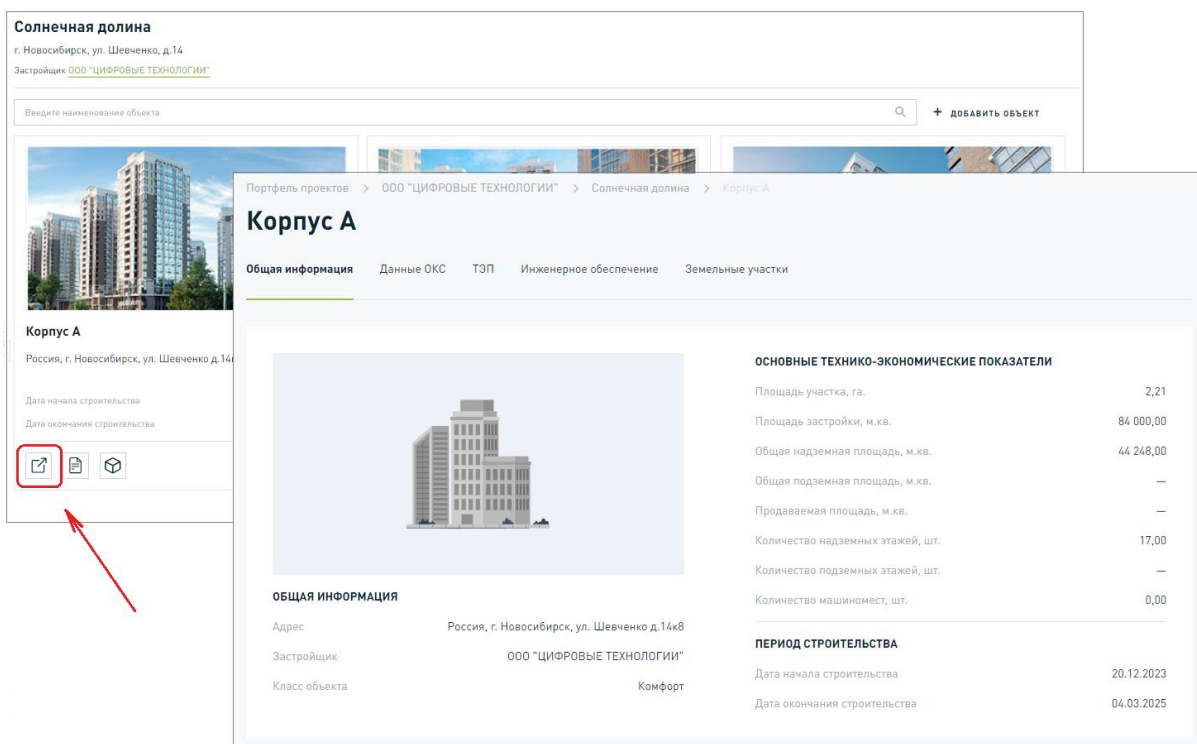 Солнечная долина
г. Новосибирск, ул. Шевченко, д.14
Застройщик ООО "ЦИФРОВЫЕ ТЕХНОЛОГИИ"
Введите наименование объекта
+ ДОБАВИТЬ ОБЪЕКТ
Корпус А
Россия, г. Новосибирск, ул. Шевченко д.14
Дата начала строительства
Дата окончания строительства
Портфель проектов > ООО "ЦИФРОВЫЕ ТЕХНОЛОГИИ" > Солнечная долина > Корпус А
Корпус А
Общая информация Данные ОКС ТЭП Инженерное обеспечение Земельные участки
ОБЩАЯ ИНФОРМАЦИЯ
Адрес Россия, г. Новосибирск, ул. Шевченко д.14к8
Застройщик ООО "ЦИФРОВЫЕ ТЕХНОЛОГИИ"
Класс объекта Комфорт
ОСНОВНЫЕ ТЕХНИКО-ЭКОНОМИЧЕСКИЕ ПОКАЗАТЕЛИ
Площадь участка, га. 2,21
Площадь застройки, м.кв. 84 000,00
Общая надземная площадь, м.кв. 44 248,00
Общая подземная площадь, м.кв. —
Продаваемая площадь, м.кв. —
Количество надземных этажей, шт. 17,00
Количество подземных этажей, шт. —
Количество машиномест, шт. 0,00
ПЕРИОД СТРОИТЕЛЬСТВА
Дата начала строительства 20.12.2023
Дата окончания строительства 04.03.2025